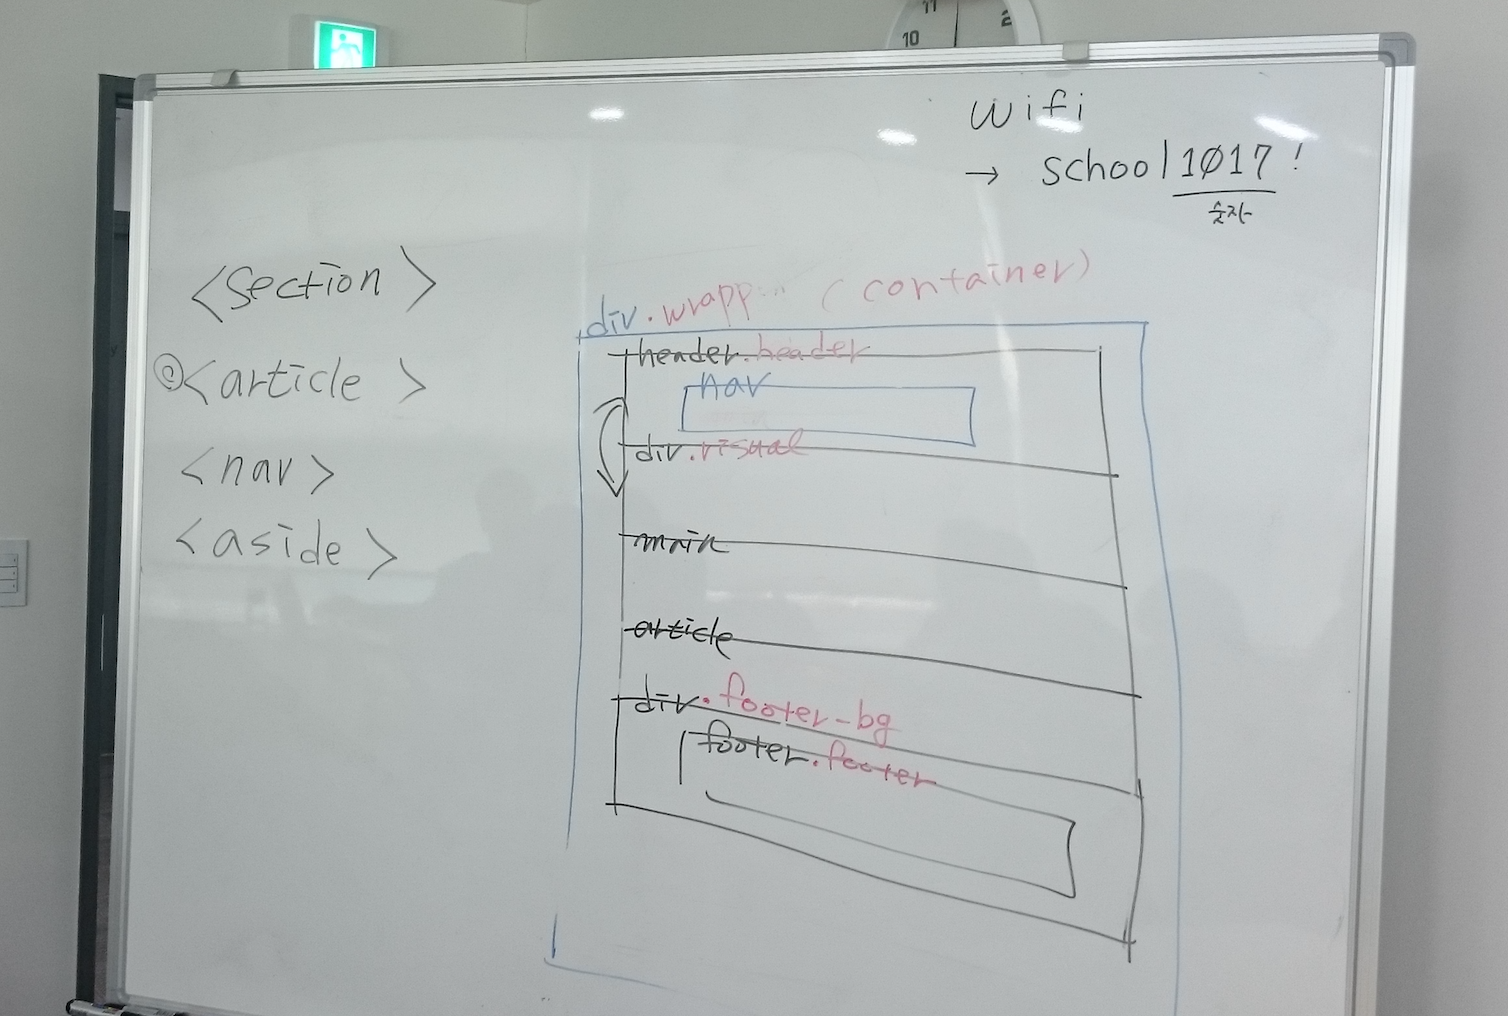 11
10
2
wifi
→ school1017!
숫자
<section>
<article>
<nav>
<aside>
div.wrapp (container)
header.header
nav
div.visual
main
article
div.footer-bg
footer.footer